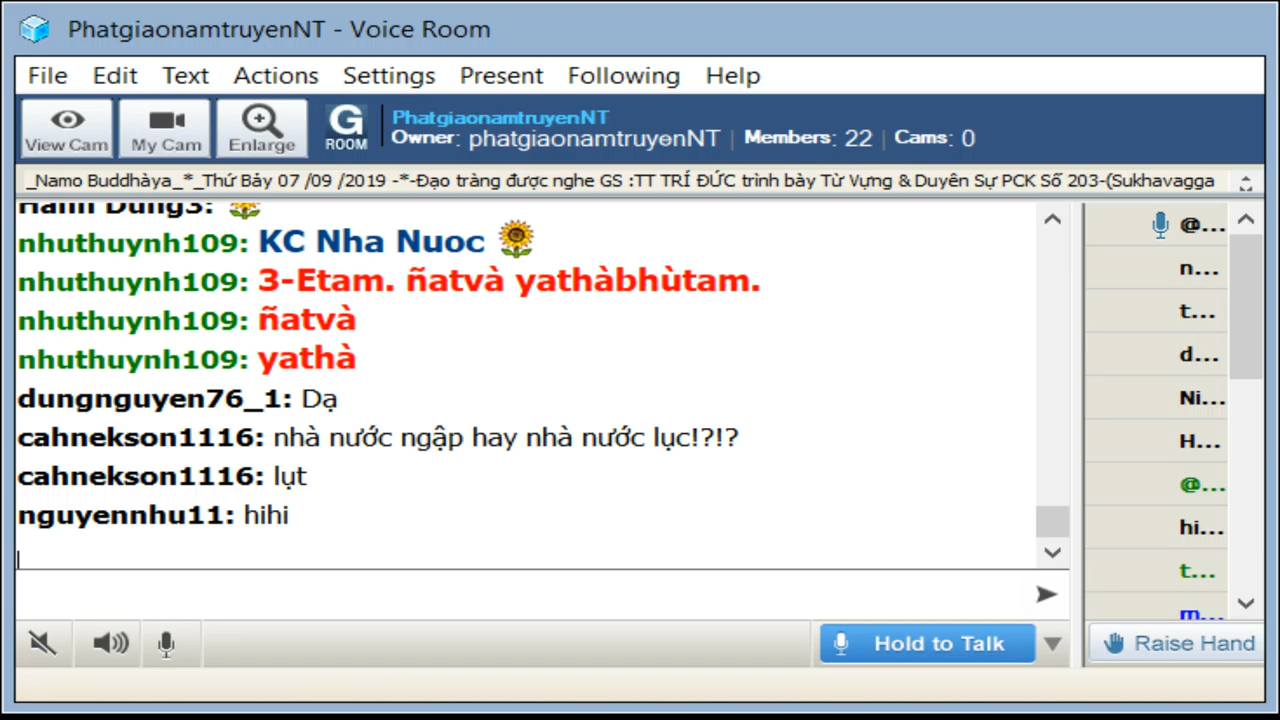 PhatgiaonamtruyenNT - Voice Room
File Edit Text Actions Settings Present Following Help
View Cam My Cam Enlarge G ROOM
PhatgiaonamtruyenNT
Owner: phatgiaonamtruyenNT | Members: 22 | Cams: 0
_Namo Buddhàya_*_Thứ Bảy 07 /09 /2019 -*-Đạo tràng được nghe GS :TT TRÍ ĐỨC trình bày Từ Vựng & Duyên Sự PCK Số 203-(Sukhavagga
Hanh Dung3:
nhuthuynh109: KC Nha Nuoc
nhuthuynh109: 3-Etam. ñatvà yathàbhùtam.
nhuthuynh109: ñatvà
nhuthuynh109: yathà
dungnguyen76_1: Dạ
cahnekson1116: nhà nước ngập hay nhà nước lục!?!?
cahnekson1116: lụt
nguyennhu11: hihi
@...
n...
t...
d...
Ni...
H...
@...
hi...
t...
m...
Hold to Talk
Raise Hand